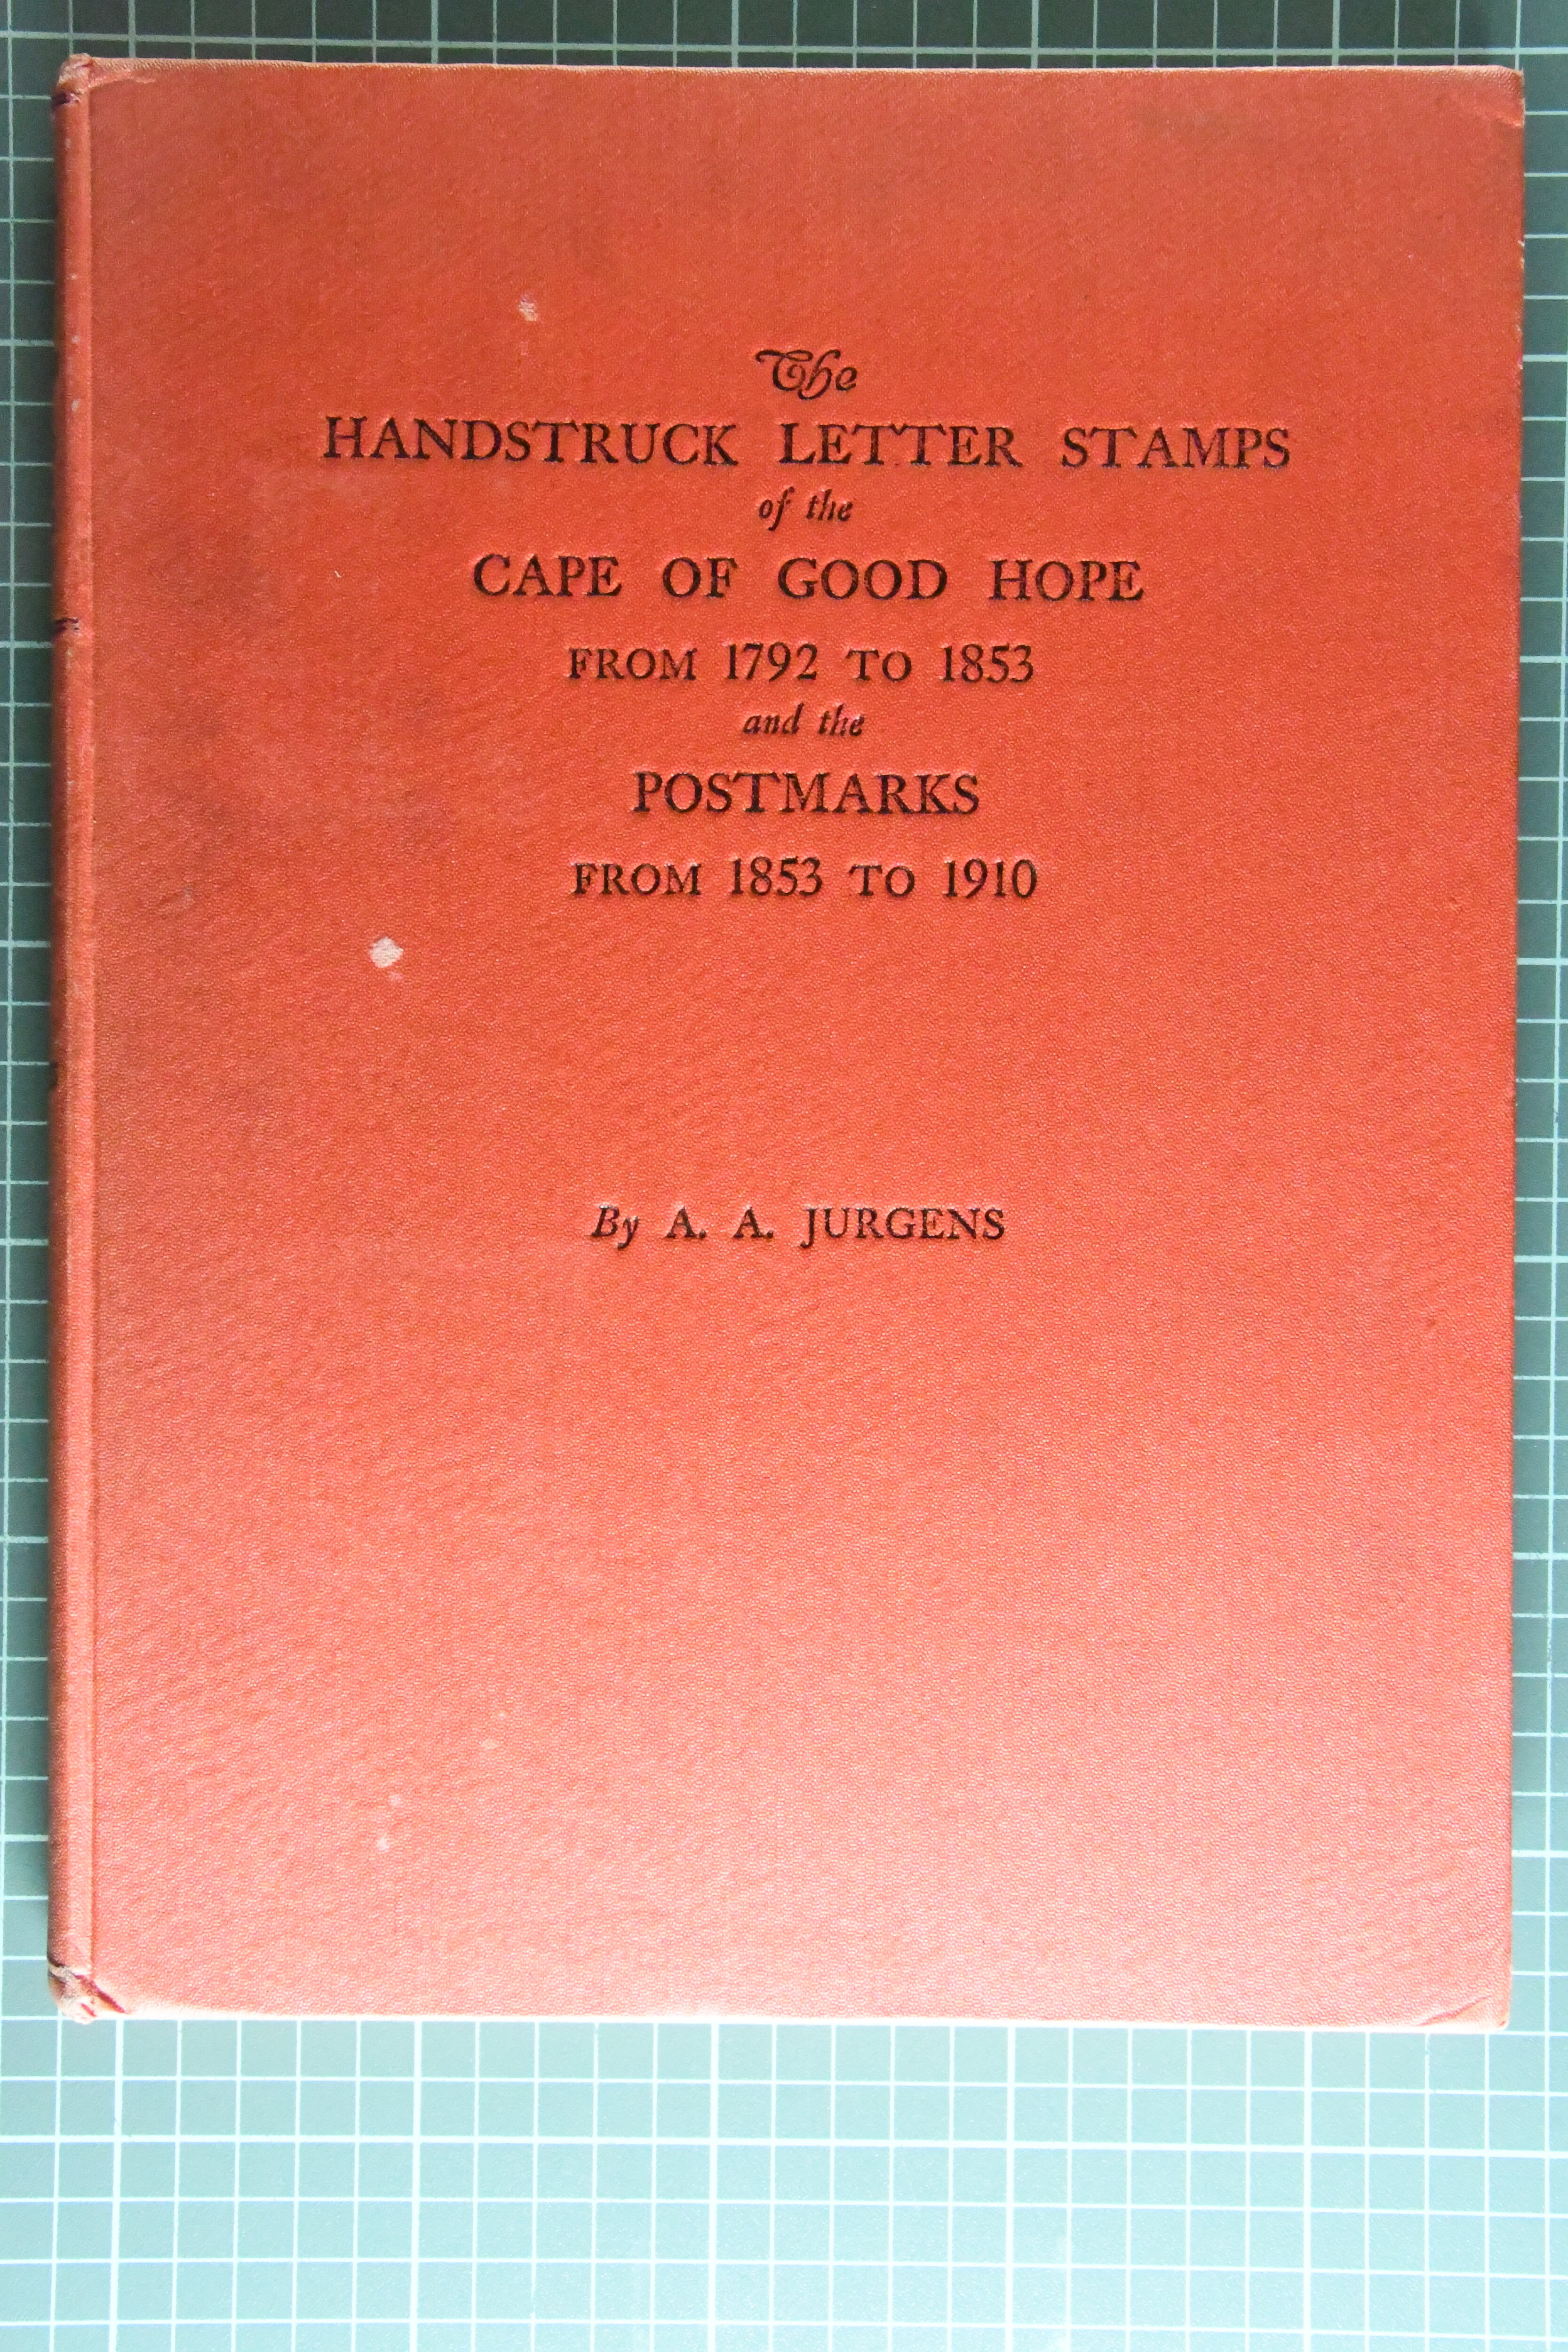 The
HANDSTRUCK LETTER STAMPS
of the
CAPE OF GOOD HOPE
FROM 1792 TO 1853
and the
POSTMARKS
FROM 1853 TO 1910
By A. A. JURGENS